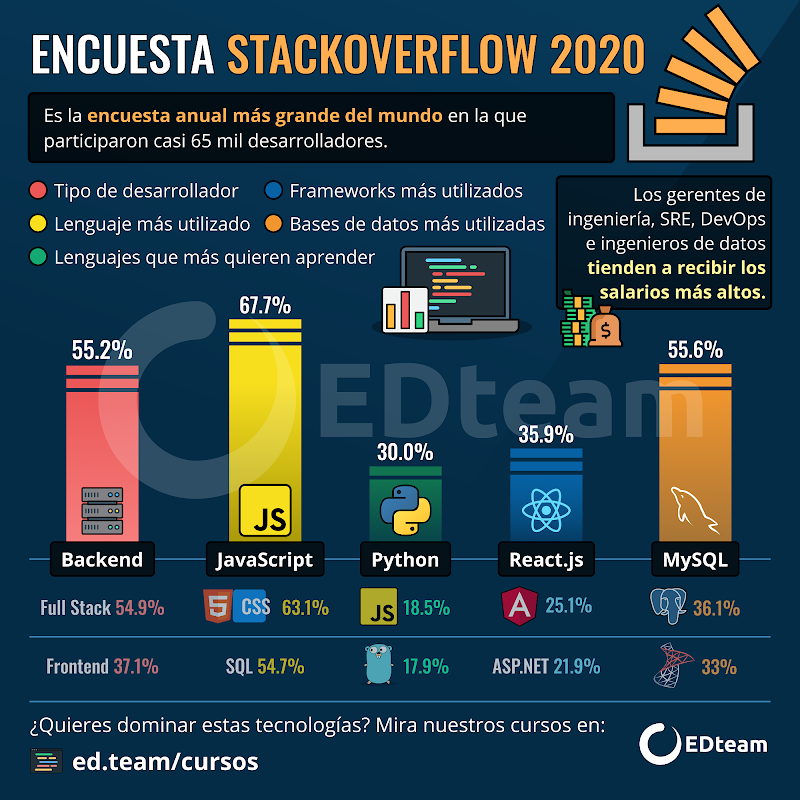 ENCUESTA STACKOVERFLOW 2020
Es la encuesta anual más grande del mundo en la que
participaron casi 65 mil desarrolladores.
Tipo de desarrollador
Frameworks más utilizados
Lenguaje más utilizado
Bases de datos más utilizadas
Lenguajes que más quieren aprender
Los gerentes de
ingeniería, SRE, DevOps
e ingenieros de datos
tienden a recibir los
salarios más altos.
$
55.2%
67.7%
30.0%
35.9%
55.6%
EDteam
JS
Backend
JavaScript
Python
React.js
MySQL
Full Stack 54.9%
5 CSS 63.1%
JS 18.5%
A 25.1%
36.1%
Frontend 37.1%
SQL 54.7%
17.9%
ASP.NET 21.9%
33%
¿Quieres dominar estas tecnologías? Mira nuestros cursos en:
ed.team/cursos
EDteam